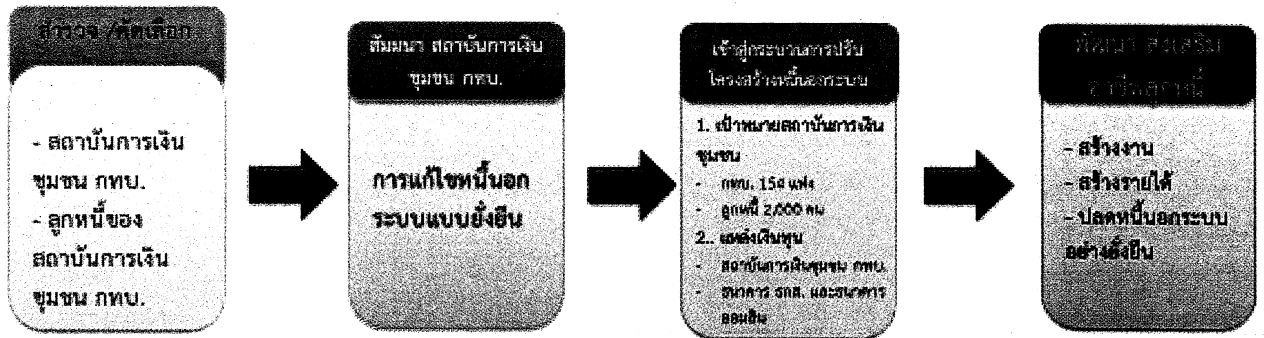 สำรวจ /คัดเลือก
- สถาบันการเงิน
ชุมชน กทบ.
- ลูกหนี้ของ
สถาบันการเงิน
ชุมชน กทบ.
สัมมนา สถาบันการเงิน
ชุมชน กทบ.
การแก้ไขหนี้นอก
ระบบแบบยั่งยืน
เข้าสู่กระบวนการปรับ
โครงสร้างหนี้นอกระบบ
1. เป้าหมายสถาบันการเงิน
ชุมชน
- กทบ. 154 แห่ง
- ลูกหนี้ 2,000 คน
2.. แหล่งเงินทุน
- สถาบันการเงินชุมชน กทบ.
- ธนาคาร ธกส. และธนาคาร
ออมสิน
พัฒนา ส่งเสริม
อาชีพลูกหนี้
- สร้างงาน
- สร้างรายได้
- ปลดหนี้นอกระบบ
อย่างยั่งยืน